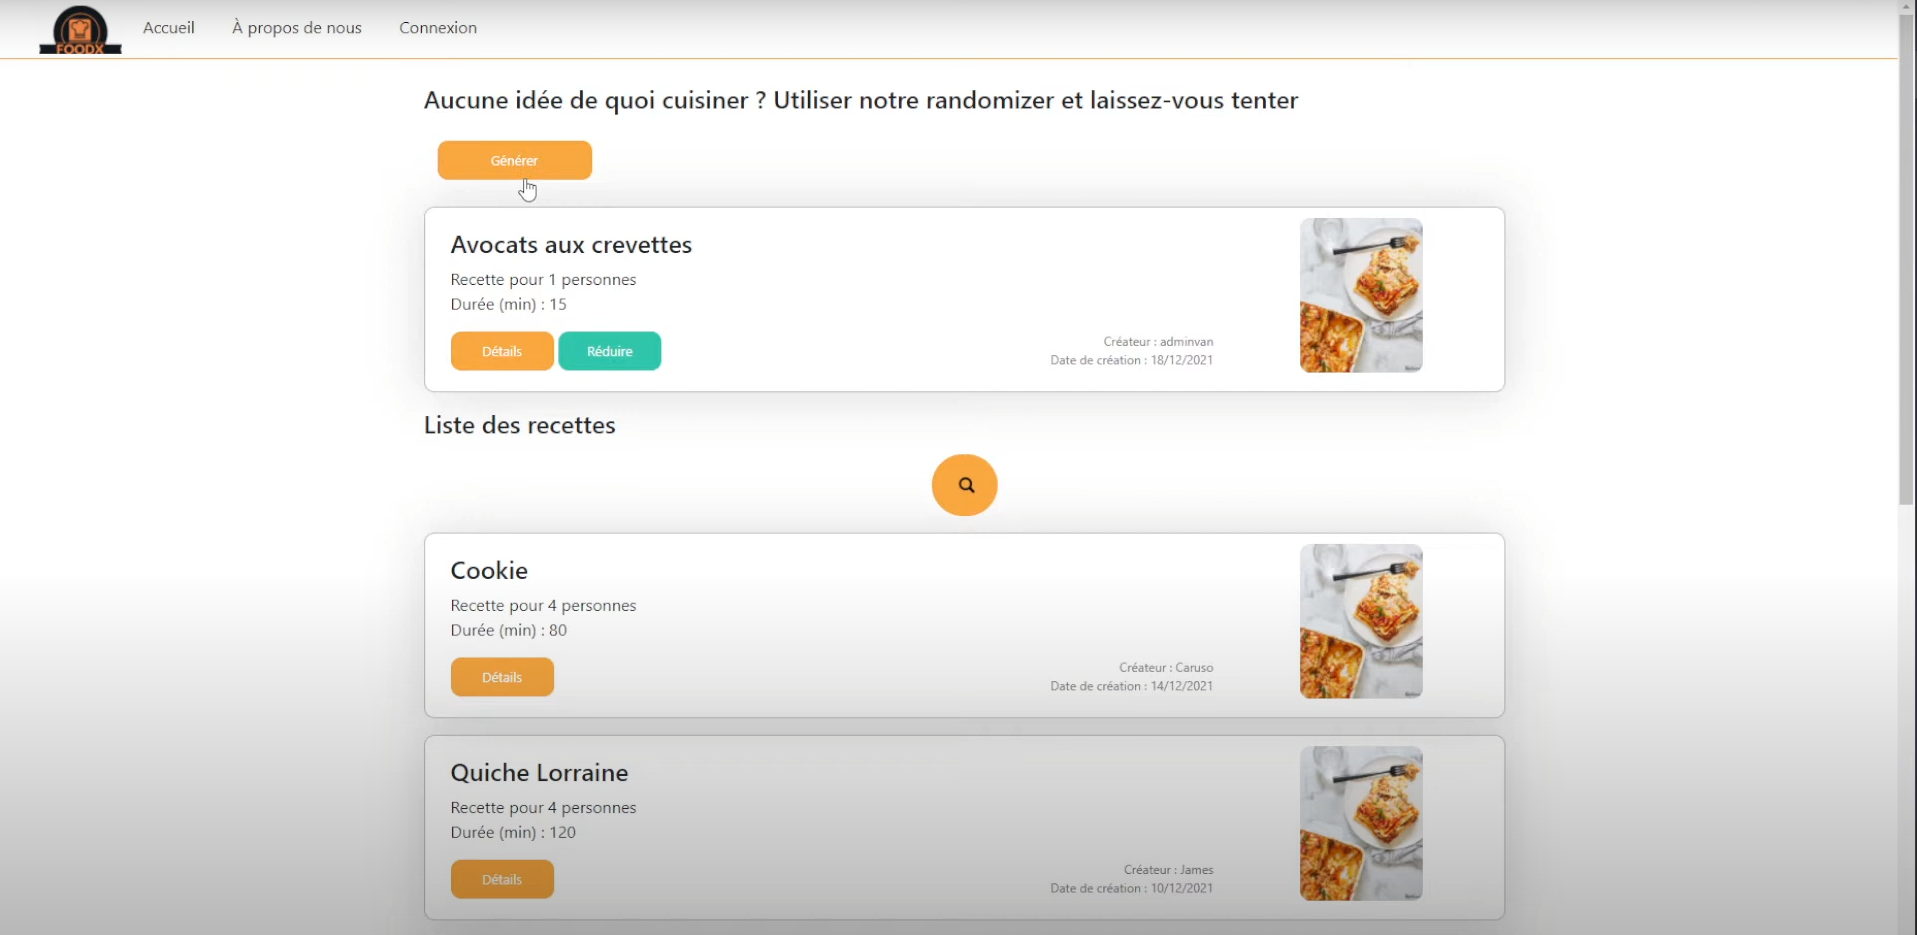 FOODX
Accueil À propos de nous Connexion
Aucune idée de quoi cuisiner ? Utiliser notre randomizer et laissez-vous tenter
Générer
Avocats aux crevettes
Recette pour 1 personnes
Durée (min) : 15
Détails Réduire
Créateur : adminvan
Date de création : 18/12/2021
Liste des recettes
Cookie
Recette pour 4 personnes
Durée (min) : 80
Détails
Créateur : Caruso
Date de création : 14/12/2021
Quiche Lorraine
Recette pour 4 personnes
Durée (min) : 120
Détails
Créateur : James
Date de création : 10/12/2021